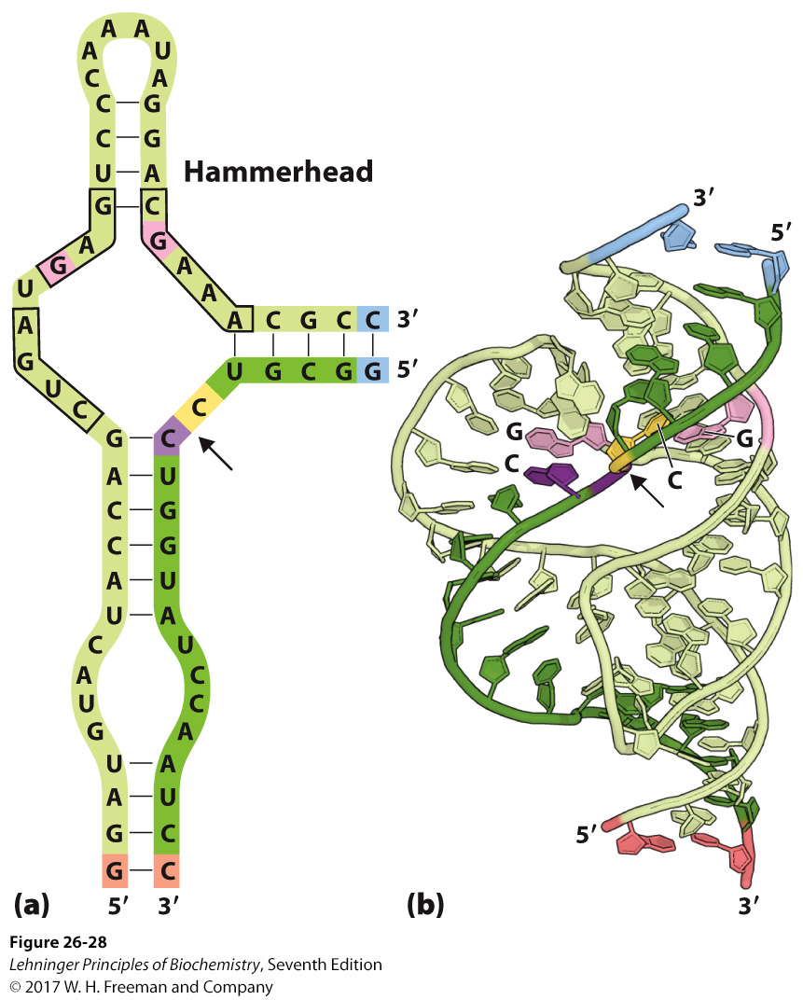 A A
A U
C A
C G
C G
U A
Hammerhead
G C
A G
G A
U A
A A C G C C 3′
G U G C G G 5′
U C
C
G C
A U
C G
C G
A U
U A
C U
A C
U C
G A
U A
A U
G C
G C
(a) 5′ 3′
3′
5′
G G
C C
5′
(b) 3′
Figure 26-28
Lehninger Principles of Biochemistry, Seventh Edition
© 2017 W. H. Freeman and Company